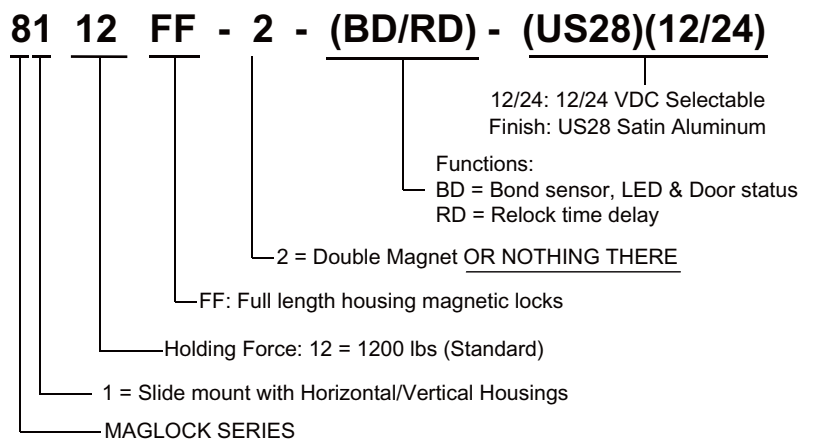 8112 FF - 2 - (BD/RD) - (US28)(12/24)
12/24: 12/24 VDC Selectable
Finish: US28 Satin Aluminum
Functions:
BD = Bond sensor, LED & Door status
RD = Relock time delay
2 = Double Magnet OR NOTHING THERE
FF: Full length housing magnetic locks
Holding Force: 12 = 1200 lbs (Standard)
1 = Slide mount with Horizontal/Vertical Housings
MAGLOCK SERIES